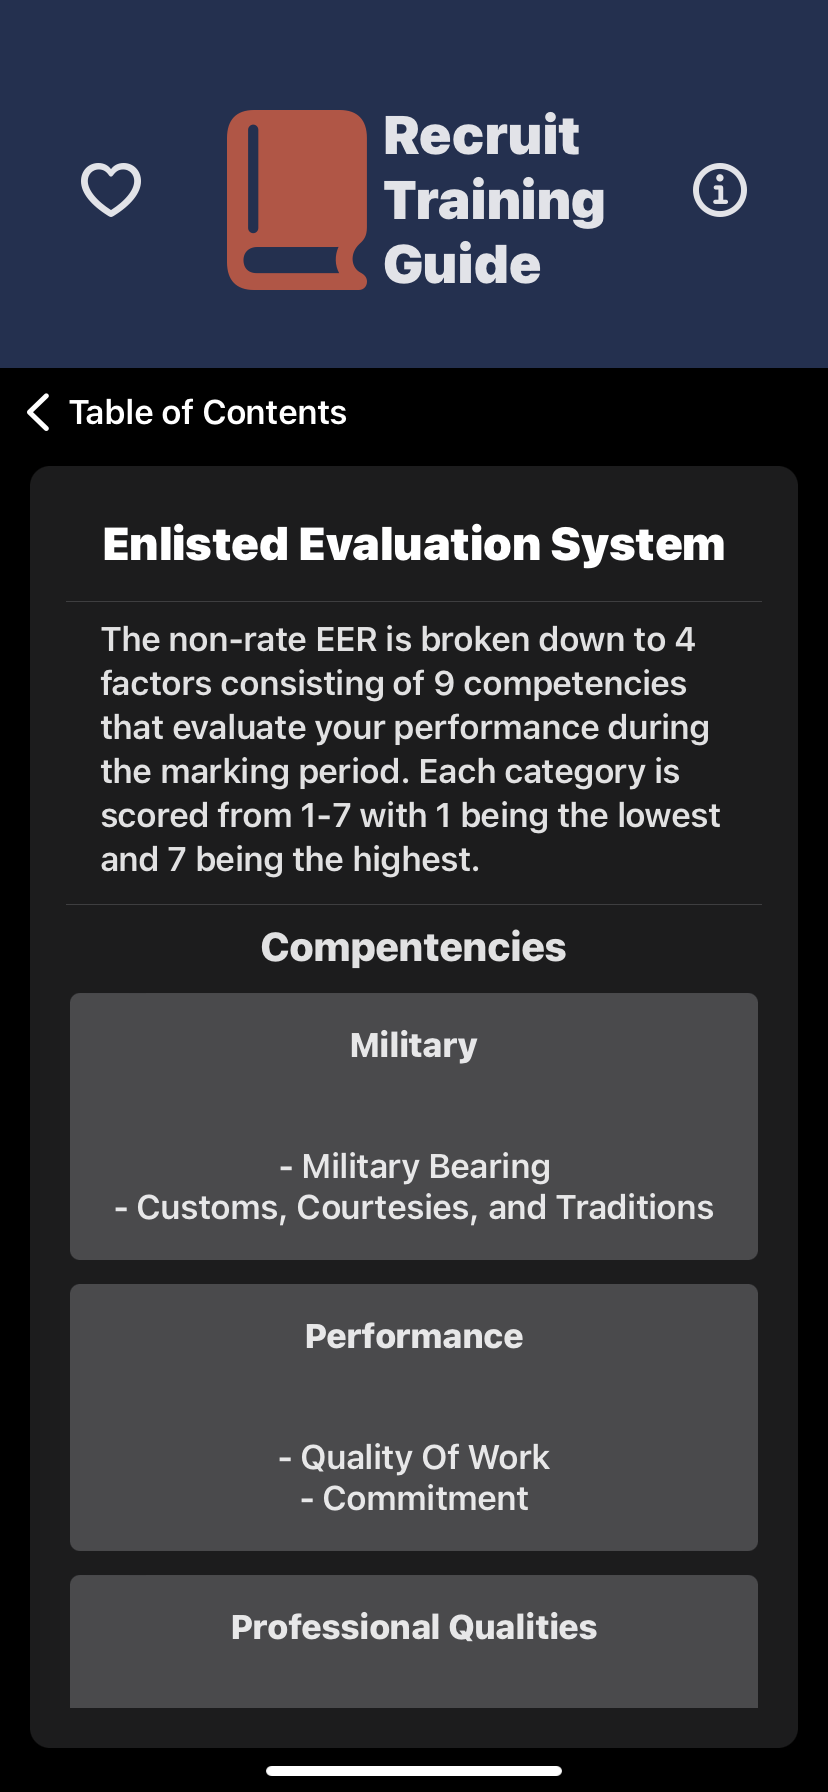 Recruit
Training
Guide
Table of Contents
Enlisted Evaluation System
The non-rate EER is broken down to 4
factors consisting of 9 competencies
that evaluate your performance during
the marking period. Each category is
scored from 1-7 with 1 being the lowest
and 7 being the highest.
Compentencies
Military
- Military Bearing
- Customs, Courtesies, and Traditions
Performance
- Quality Of Work
- Commitment
Professional Qualities